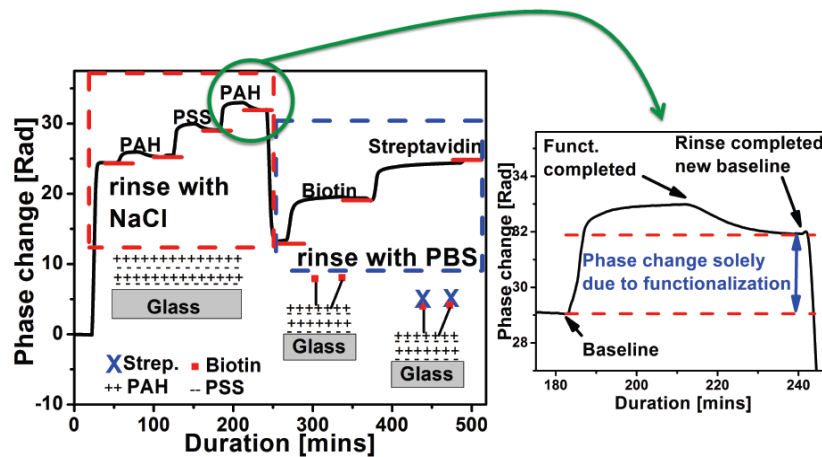 Phase change [Rad]
30
20
10
0
-10
0
100
200
300
400
500
Duration [mins]
PAH
PSS
PAH
rinse with
NaCl
Streptavidin
Biotin
rinse with PBS
++++++++++++++++
- - - - - - - - - - - -
++++++++++++++++
- - - - - - - - - - - -
Glass
+++++++
- - - - - -
+++++++
- - - - - -
Glass
X X
+++++++
- - - - - -
+++++++
- - - - - -
Glass
X Strep.
Biotin
++ PAH
-- PSS
Phase change [Rad]
34
32
30
28
180
200
220
240
Duration [mins]
Funct.
completed
Rinse completed
new baseline
Phase change solely
due to functionalization
Baseline